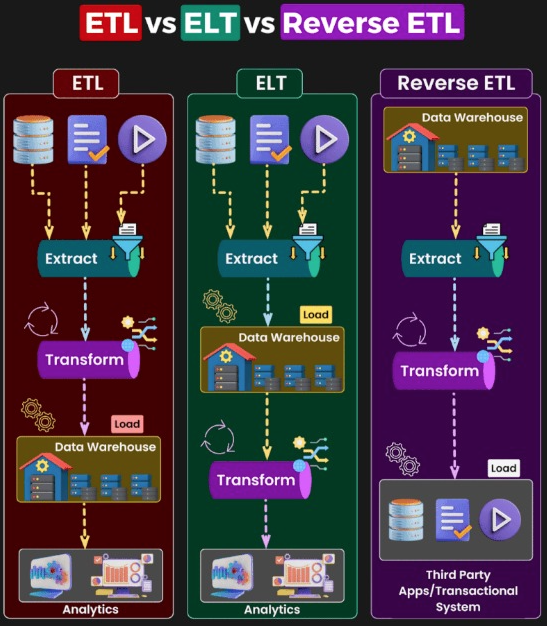 ETL vs ELT vs Reverse ETL
ETL
Extract
Transform
Load
Data Warehouse
Analytics
ELT
Extract
Load
Data Warehouse
Transform
Analytics
Reverse ETL
Data Warehouse
Extract
Transform
Load
Third Party
Apps/Transactional
System